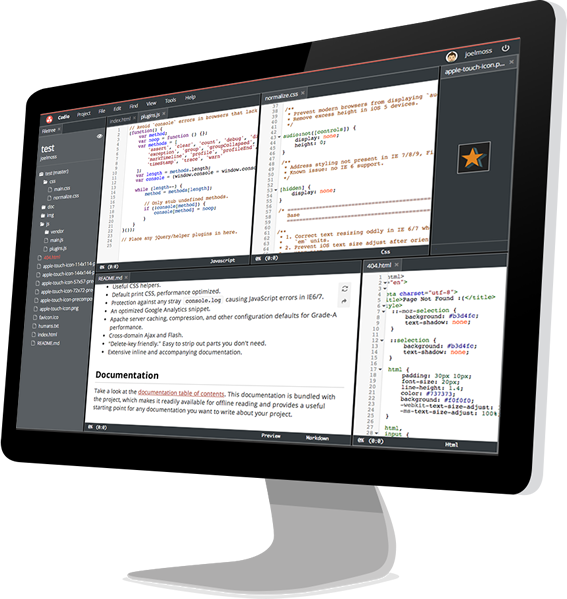 Codio Project File Edit Find View Tools Help
joelmoss
Filetree
test
joelmoss
test (master)
css
main.css
normalize.css
doc
img
js
vendor
main.js
plugins.js
404.html
apple-touch-icon-114x114-p
apple-touch-icon-144x144-p
apple-touch-icon-57x57-pre
apple-touch-icon-72x72-pre
apple-touch-icon-precompo
apple-touch-icon.png
favicon.ico
humans.txt
index.html
README.md
index.html
plugins.js
// Avoid `console` errors in browsers that lack
(function() {
var method;
var noop = function () {};
var methods = [
'assert', 'clear', 'count', 'debug',
'exception', 'group', 'groupCollapsed',
'markTimeline', 'profile', 'profileEnd',
'timeStamp', 'trace', 'warn'
];
var length = methods.length;
var console = (window.console = window.console
while (length--) {
method = methods[length];
// Only stub undefined methods.
if (!console[method]) {
console[method] = noop;
}
}
}());
// Place any jQuery/helper plugins in here.
(0:0)
Javascript
normalize.css
/**
* Prevent modern browsers from displaying
* Remove excess height in iOS 5 devices.
*/
audio:not([controls]) {
display: none;
height: 0;
}
/**
* Address styling not present in IE 7/8/9,
* Known issue: no IE 6 support.
*/
[hidden] {
display: none;
}
/* ==========
Base
* 1. Correct text resizing oddly in IE 6/7
`em` units.
* 2. Prevent iOS text size adjust after
(0:0)
Css
apple-touch-icon.p...
README.md
Useful CSS helpers.
Default print CSS, performance optimized.
Protection against any stray console.log causing JavaScript errors in IE6/7.
An optimized Google Analytics snippet.
Apache server caching, compression, and other configuration defaults for Grade-A
performance.
Cross-domain Ajax and Flash.
"Delete-key friendly." Easy to strip out parts you don't need.
Extensive inline and accompanying documentation.
Documentation
Take a look at the documentation table of contents. This documentation is bundled with
the project, which makes it readily available for offline reading and provides a useful
starting point for any documentation you want to write about your project.
(0:0)
Preview
Markdown
404.html
html>
="en">
eta charset="utf-8">
itle>Page Not Found :(</title>
yle>
::-moz-selection {
background: #b3d4fc;
text-shadow: none;
}
::selection {
background: #b3d4fc;
text-shadow: none;
}
html {
padding: 30px 10px;
font-size: 20px;
line-height: 1.4;
color: #737373;
background: #f0f0f0;
-webkit-text-size-adjust:
-ms-text-size-adjust: 100%
}
html,
input {
(0:0)
Html